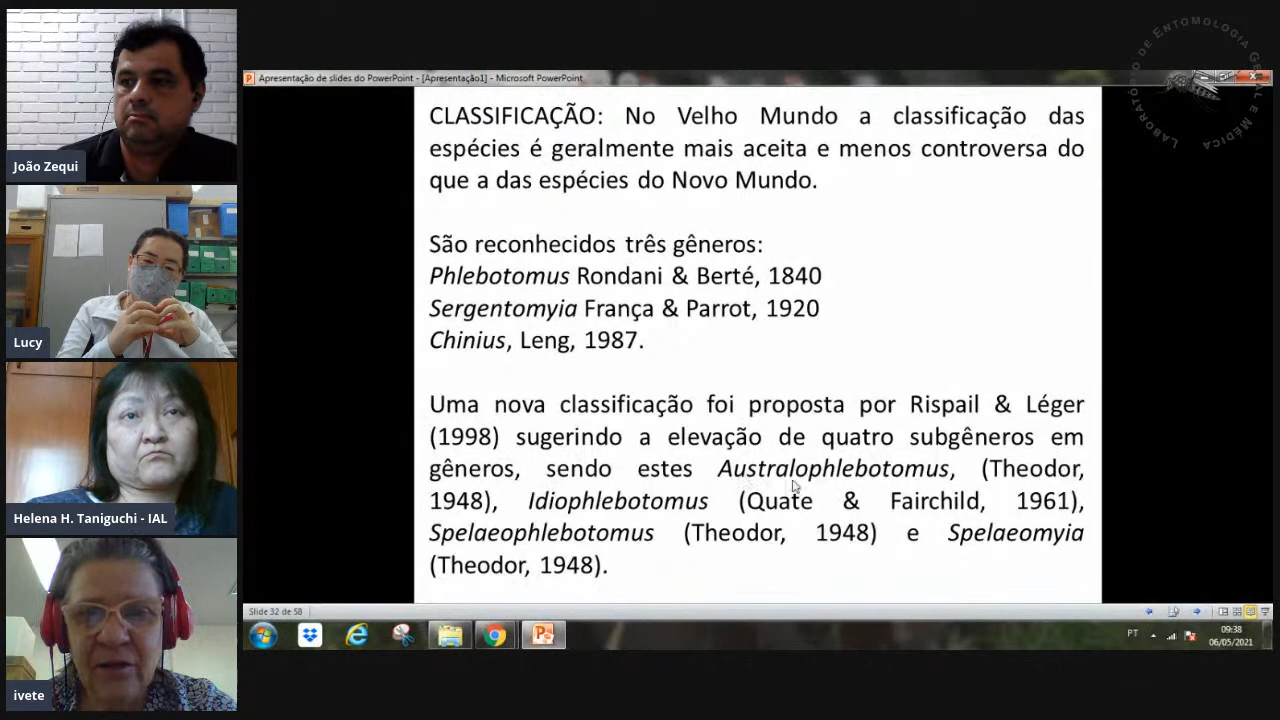 João Zequi
Lucy
Helena H. Taniguchi - IAL
ivete
Apresentação de slides do PowerPoint - [Apresentação1] - Microsoft PowerPoint
LABORATÓRIO DE ENTOMOLOGIA GERAL E MÉDICA
CLASSIFICAÇÃO: No Velho Mundo a classificação das
espécies é geralmente mais aceita e menos controversa do
que a das espécies do Novo Mundo.
São reconhecidos três gêneros:
Phlebotomus Rondani & Berté, 1840
Sergentomyia França & Parrot, 1920
Chinius, Leng, 1987.
Uma nova classificação foi proposta por Rispail & Léger
(1998) sugerindo a elevação de quatro subgêneros em
gêneros, sendo estes Australophlebotomus, (Theodor,
1948), Idiophlebotomus (Quate & Fairchild, 1961),
Spelaeophlebotomus (Theodor, 1948) e Spelaeomyia
(Theodor, 1948).
Slide 32 de 58
PT
09:38
06/05/2021